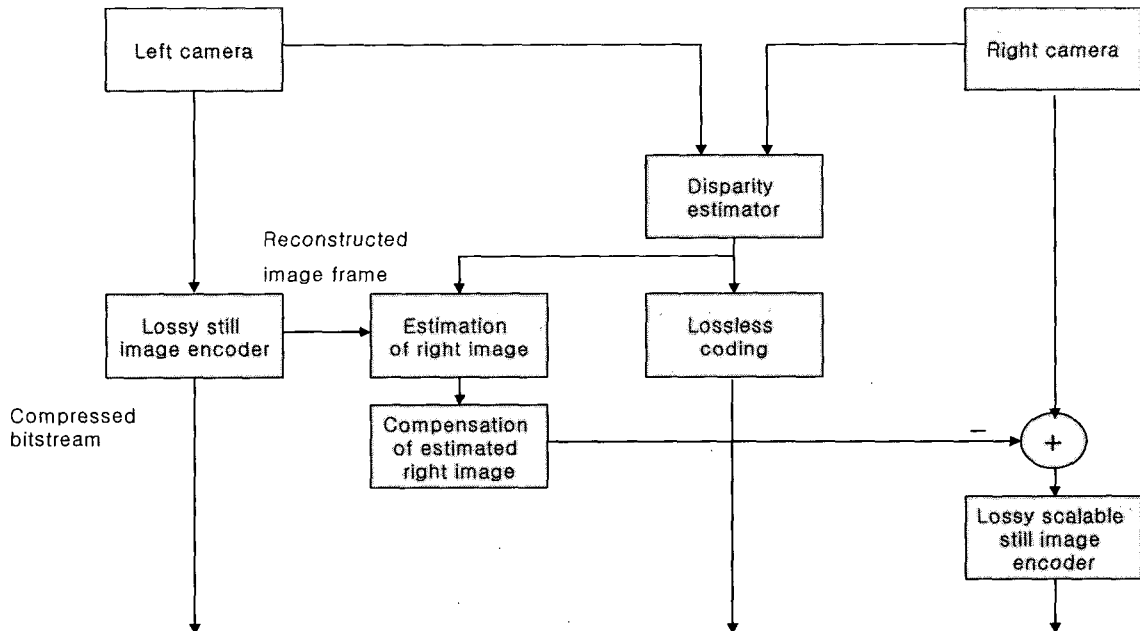 Left camera
Right camera
Disparity
estimator
Reconstructed
image frame
Lossy still
image encoder
Estimation
of right image
Lossless
coding
Compressed
bitstream
Compensation
of estimated
right image
−
+
Lossy scalable
still image
encoder